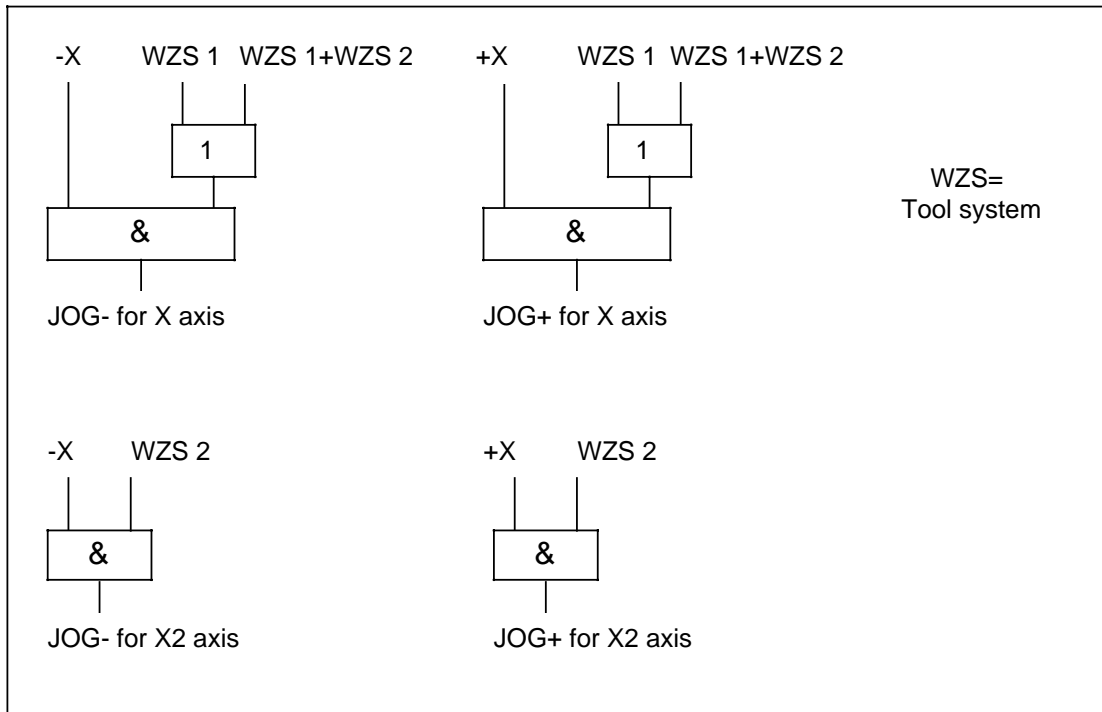 -X WZS 1 WZS 1+WZS 2 +X WZS 1 WZS 1+WZS 2
1 1
WZS=
Tool system
& &
JOG- for X axis JOG+ for X axis
-X WZS 2 +X WZS 2
& &
JOG- for X2 axis JOG+ for X2 axis